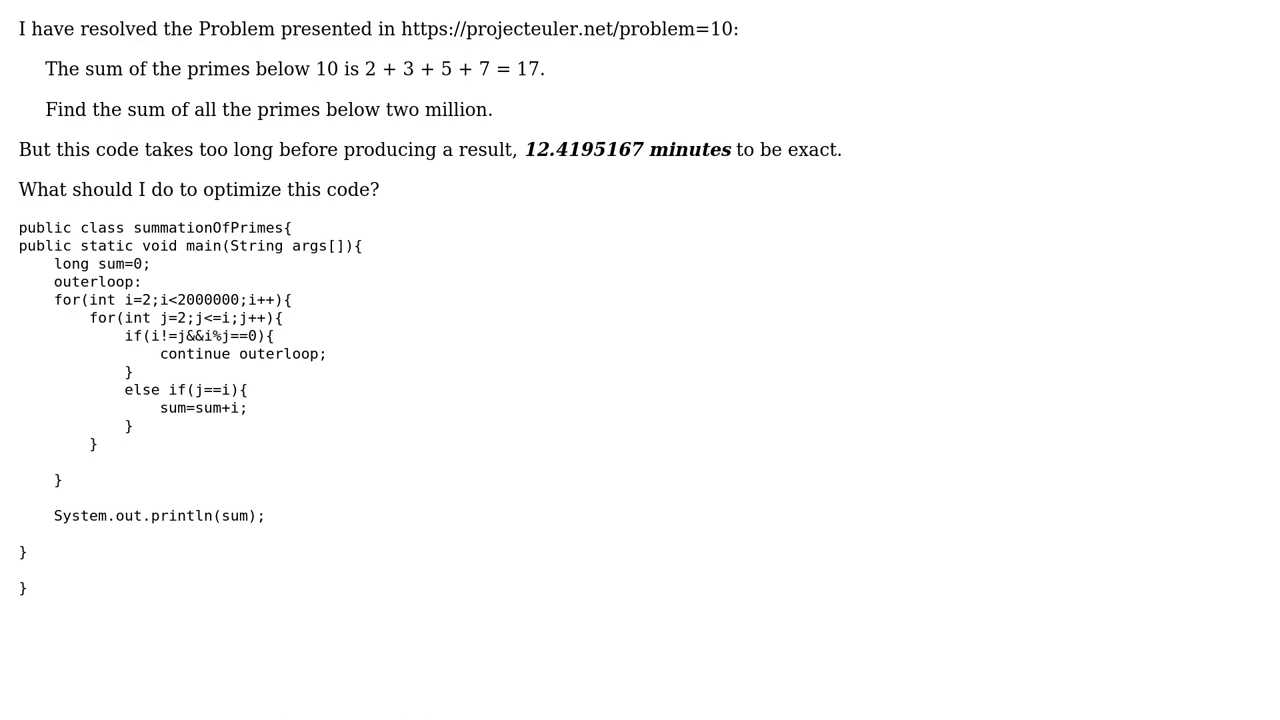 I have resolved the Problem presented in https://projecteuler.net/problem=10:
The sum of the primes below 10 is 2 + 3 + 5 + 7 = 17.
Find the sum of all the primes below two million.
But this code takes too long before producing a result, 12.4195167 minutes to be exact.
What should I do to optimize this code?
public class summationOfPrimes{
public static void main(String args[]){
    long sum=0;
    outerloop:
    for(int i=2;i<2000000;i++){
        for(int j=2;j<=i;j++){
            if(i!=j&&i%j==0){
                continue outerloop;
            }
            else if(j==i){
                sum=sum+i;
            }
        }
    }
    System.out.println(sum);
}
}